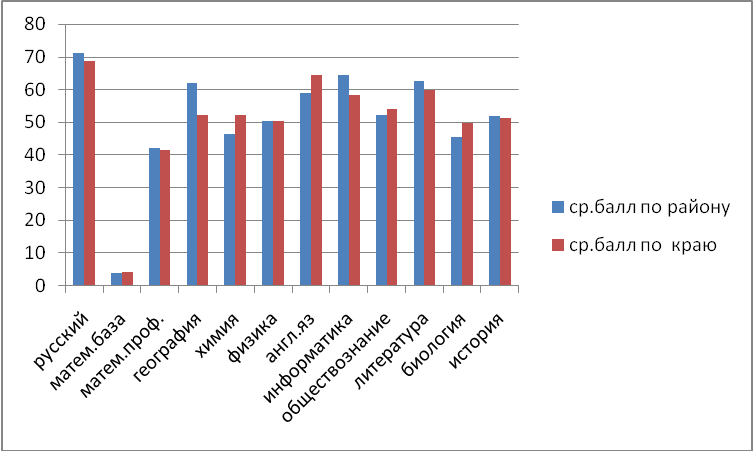 80
70
60
50
40
30
20
10
0
русский
матем.база
матем.проф.
география
химия
физика
англ.яз
информатика
обществознание
литература
биология
история
ср.балл по району
ср.балл по  краю